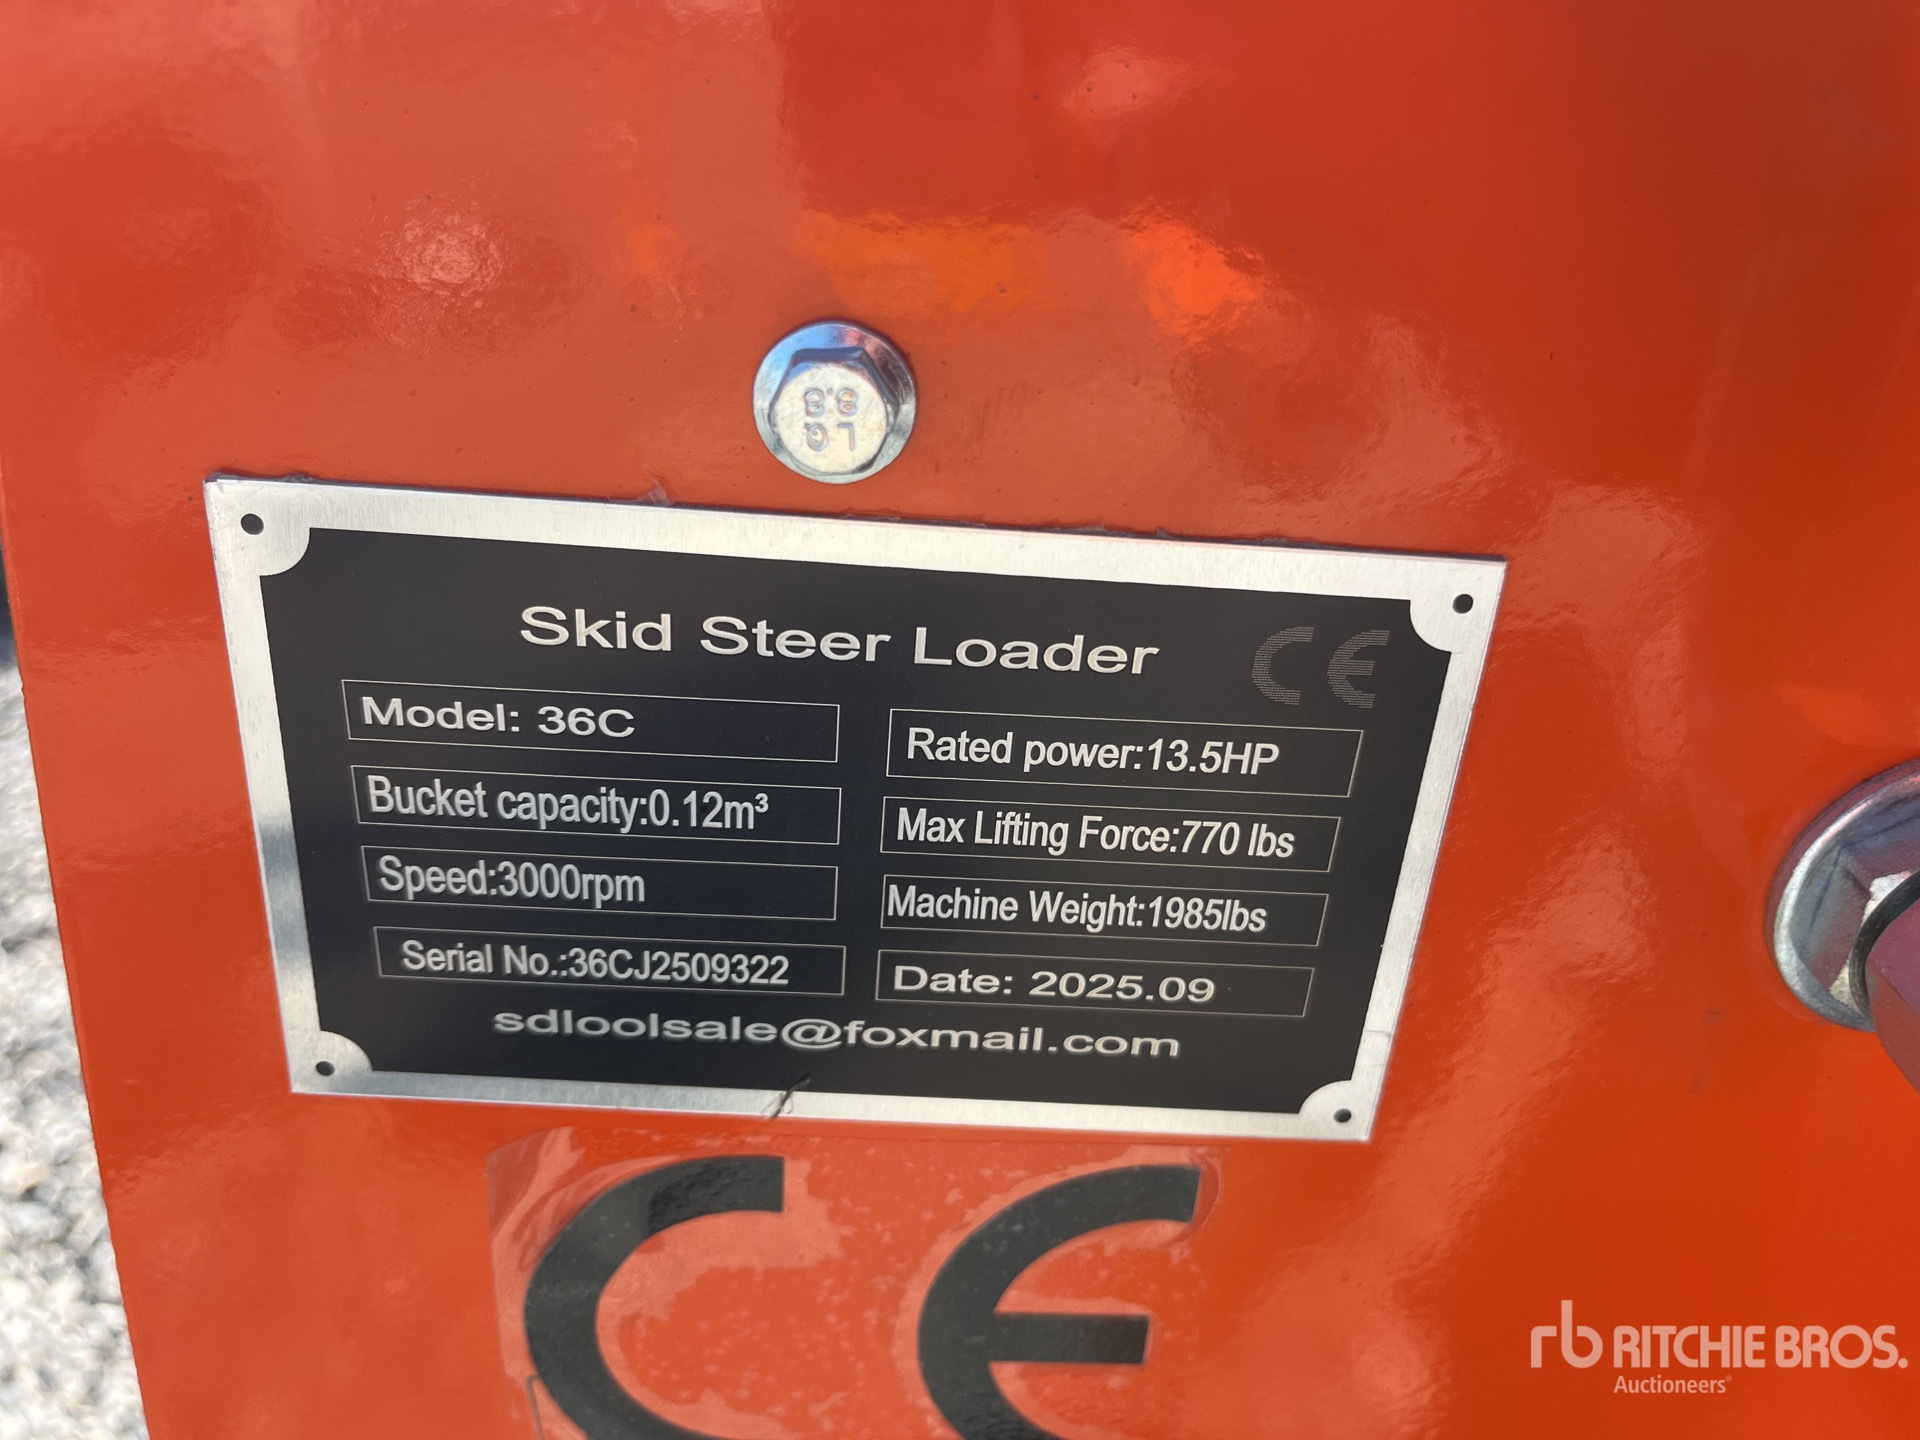 8.8
LQ
Skid Steer Loader
CE
Model: 36C
Rated power:13.5HP
Bucket capacity:0.12m³
Max Lifting Force:770 lbs
Speed:3000rpm
Machine Weight:1985lbs
Serial No.:36CJ2509322
Date: 2025.09
sdloolsale@foxmail.com
CE
rb RITCHIE BROS.
Auctioneers®